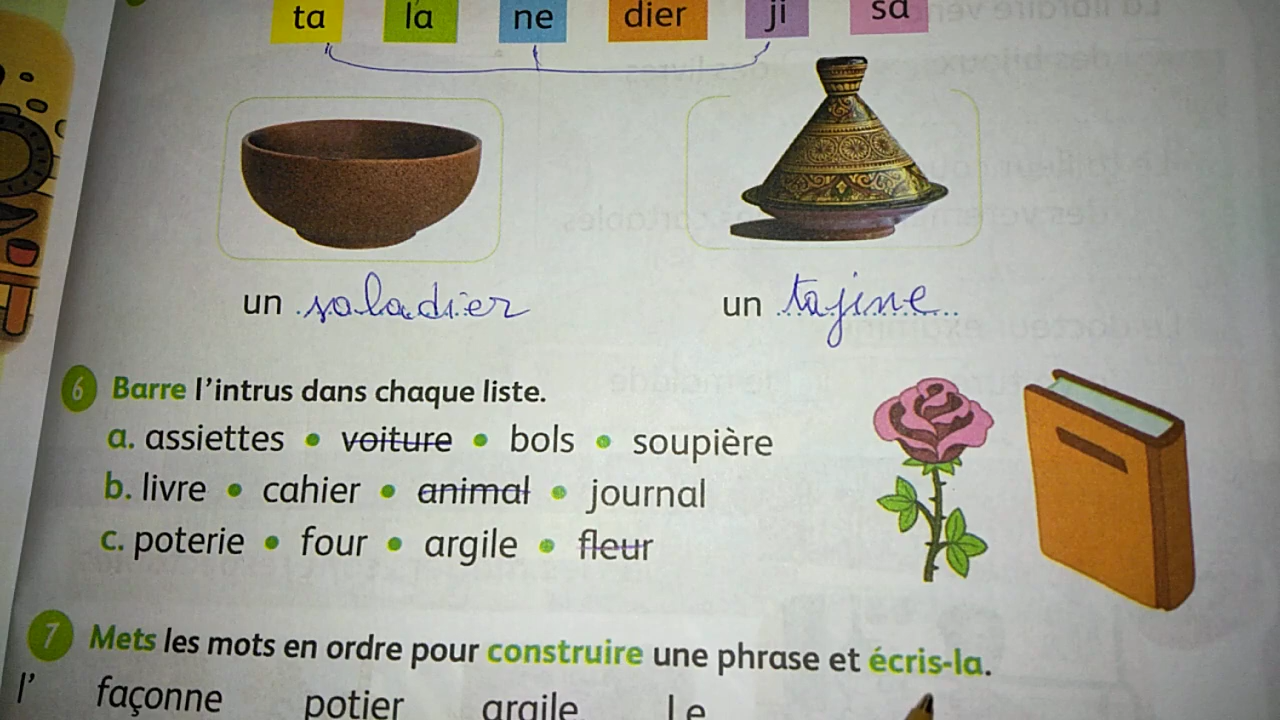 ta la ne dier ji sa
un saladier un tajine
6 Barre l'intrus dans chaque liste.
a. assiettes • voiture • bols • soupière
b. livre • cahier • animal • journal
c. poterie • four • argile • fleur
7 Mets les mots en ordre pour construire une phrase et écris-la.
l' façonne potier argile Le